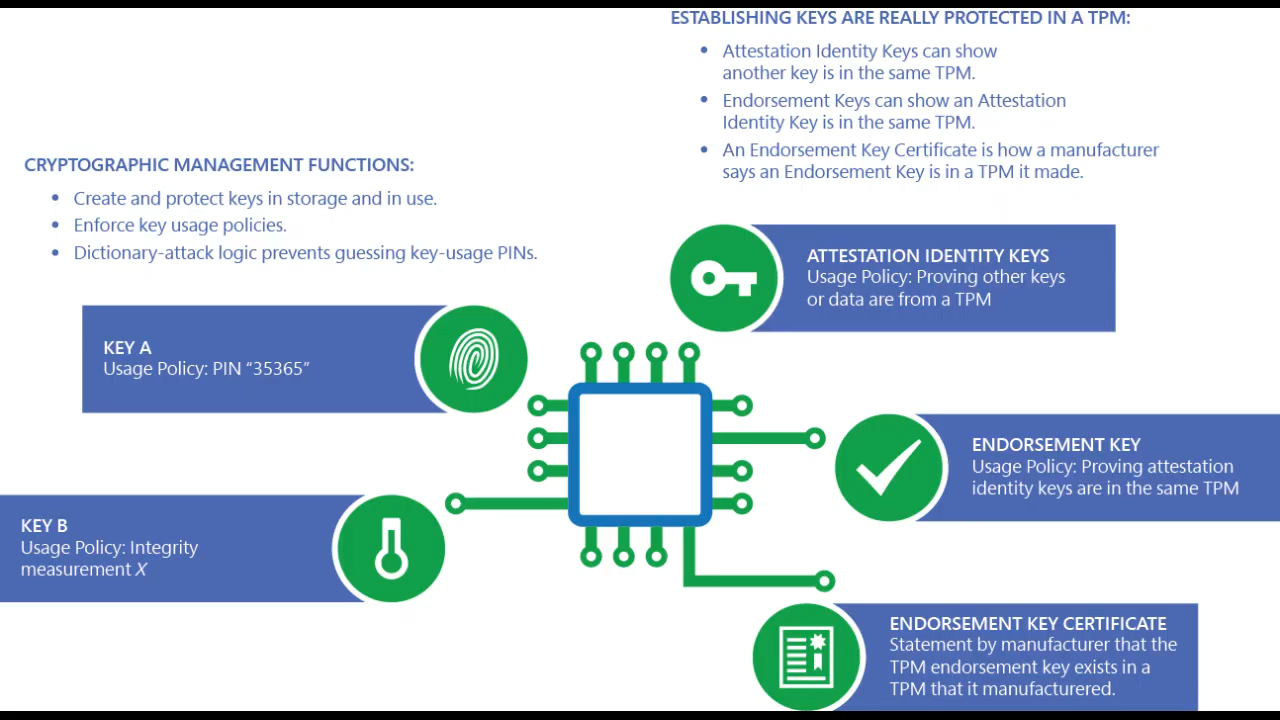 ESTABLISHING KEYS ARE REALLY PROTECTED IN A TPM:
• Attestation Identity Keys can show
another key is in the same TPM.
• Endorsement Keys can show an Attestation
Identity Key is in the same TPM.
• An Endorsement Key Certificate is how a manufacturer
says an Endorsement Key is in a TPM it made.
CRYPTOGRAPHIC MANAGEMENT FUNCTIONS:
• Create and protect keys in storage and in use.
• Enforce key usage policies.
• Dictionary-attack logic prevents guessing key-usage PINs.
ATTESTATION IDENTITY KEYS
Usage Policy: Proving other keys
or data are from a TPM
KEY A
Usage Policy: PIN “35365”
ENDORSEMENT KEY
Usage Policy: Proving attestation
identity keys are in the same TPM
KEY B
Usage Policy: Integrity
measurement X
ENDORSEMENT KEY CERTIFICATE
Statement by manufacturer that the
TPM endorsement key exists in a
TPM that it manufacturered.